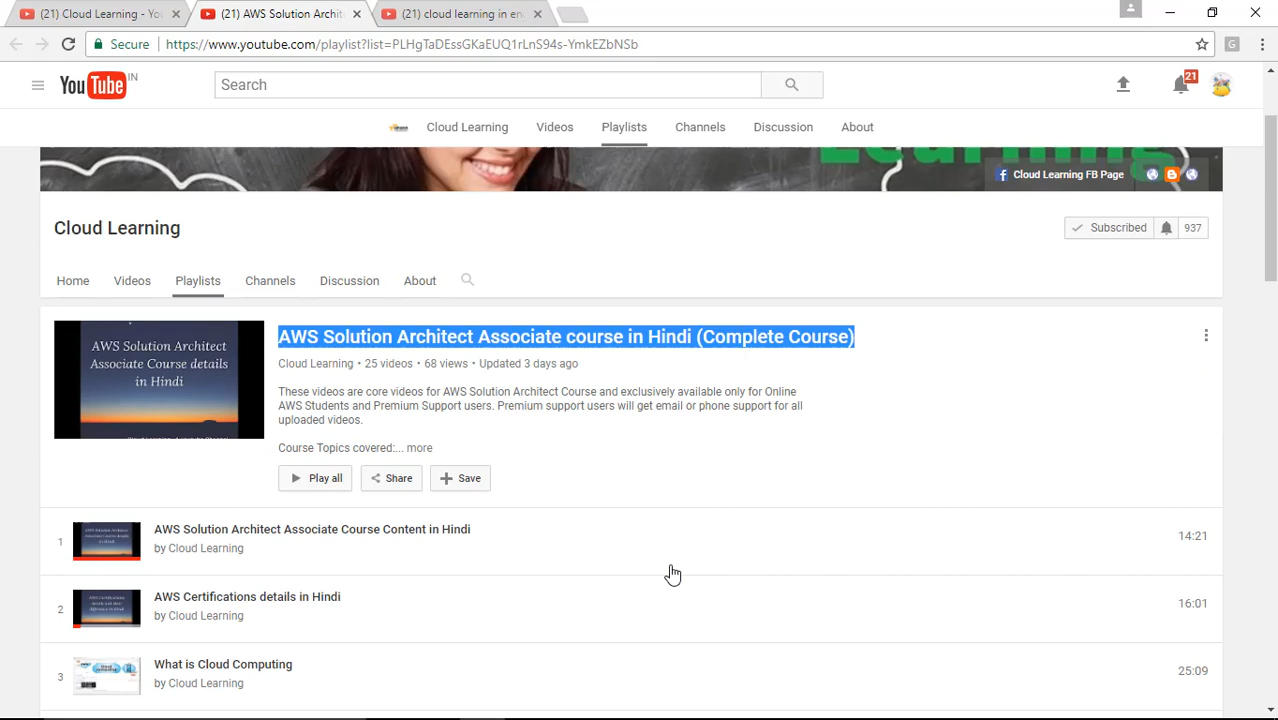 (21) Cloud Learning - Yo
(21) AWS Solution Archit
(21) cloud learning in en
Secure
https://www.youtube.com/playlist?list=PLHgTaDEssGKaEUQ1rLnS94s-YmkEZbNSb
G
YouTube IN
Search
21
Cloud Learning
Videos
Playlists
Channels
Discussion
About
Cloud Learning FB Page
Cloud Learning
Subscribed
937
Home
Videos
Playlists
Channels
Discussion
About
AWS Solution Architect
Associate Course details
in Hindi
AWS Solution Architect Associate course in Hindi (Complete Course)
Cloud Learning • 25 videos • 68 views • Updated 3 days ago
These videos are core videos for AWS Solution Architect Course and exclusively available only for Online
AWS Students and Premium Support users. Premium support users will get email or phone support for all
uploaded videos.
Course Topics covered:... more
Play all
Share
Save
1
AWS Solution Architect Associate Course Content in Hindi
by Cloud Learning
14:21
2
AWS Certifications details in Hindi
by Cloud Learning
16:01
3
What is Cloud Computing
by Cloud Learning
25:09